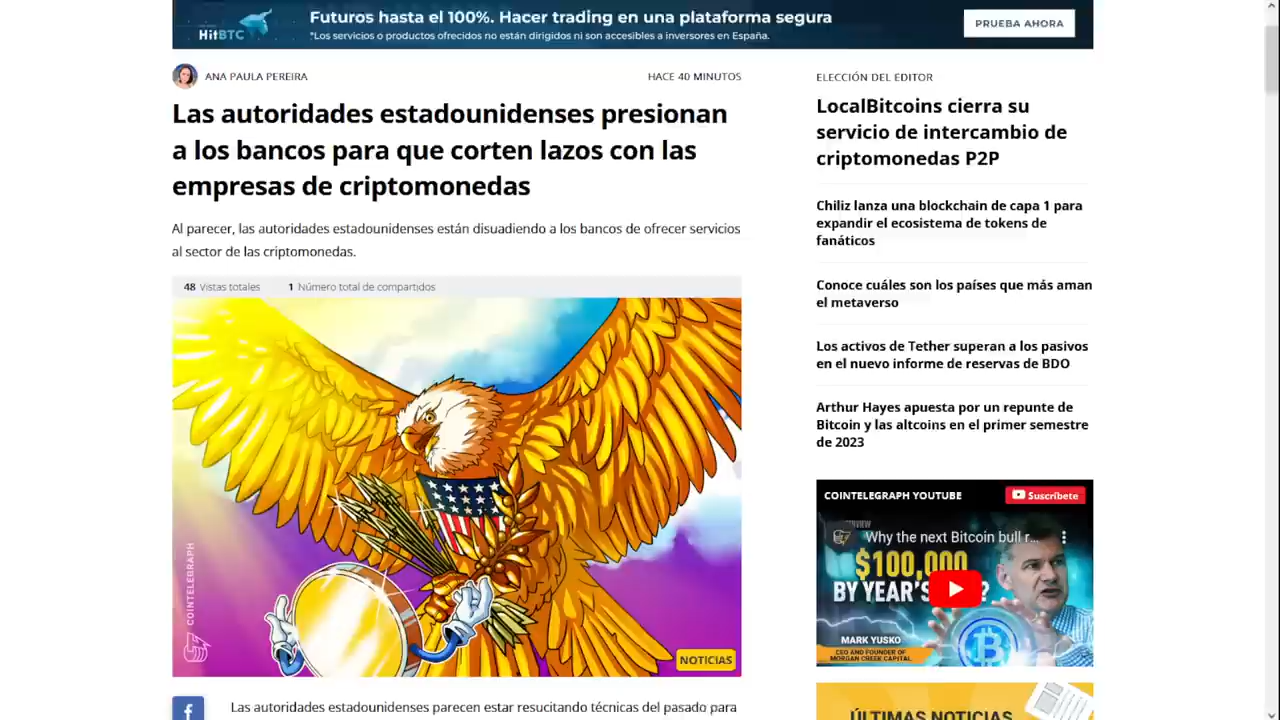 HitBTC
Futuros hasta el 100%. Hacer trading en una plataforma segura
*Los servicios o productos ofrecidos no están dirigidos ni son accesibles a inversores en España.
PRUEBA AHORA
ANA PAULA PEREIRA
HACE 40 MINUTOS
Las autoridades estadounidenses presionan
a los bancos para que corten lazos con las
empresas de criptomonedas
Al parecer, las autoridades estadounidenses están disuadiendo a los bancos de ofrecer servicios
al sector de las criptomonedas.
48 Vistas totales
1 Número total de compartidos
COINTELEGRAPH
NOTICIAS
Las autoridades estadounidenses parecen estar resucitando técnicas del pasado para
ELECCIÓN DEL EDITOR
LocalBitcoins cierra su
servicio de intercambio de
criptomonedas P2P
Chiliz lanza una blockchain de capa 1 para
expandir el ecosistema de tokens de
fanáticos
Conoce cuáles son los países que más aman
el metaverso
Los activos de Tether superan a los pasivos
en el nuevo informe de reservas de BDO
Arthur Hayes apuesta por un repunte de
Bitcoin y las altcoins en el primer semestre
de 2023
COINTELEGRAPH YOUTUBE
Suscríbete
Why the next Bitcoin bull r...
$100,000
BY YEAR'S ?
MARK YUSKO
CEO AND FOUNDER OF
MORGAN CREEK CAPITAL
ÚLTIMAS NOTICIAS